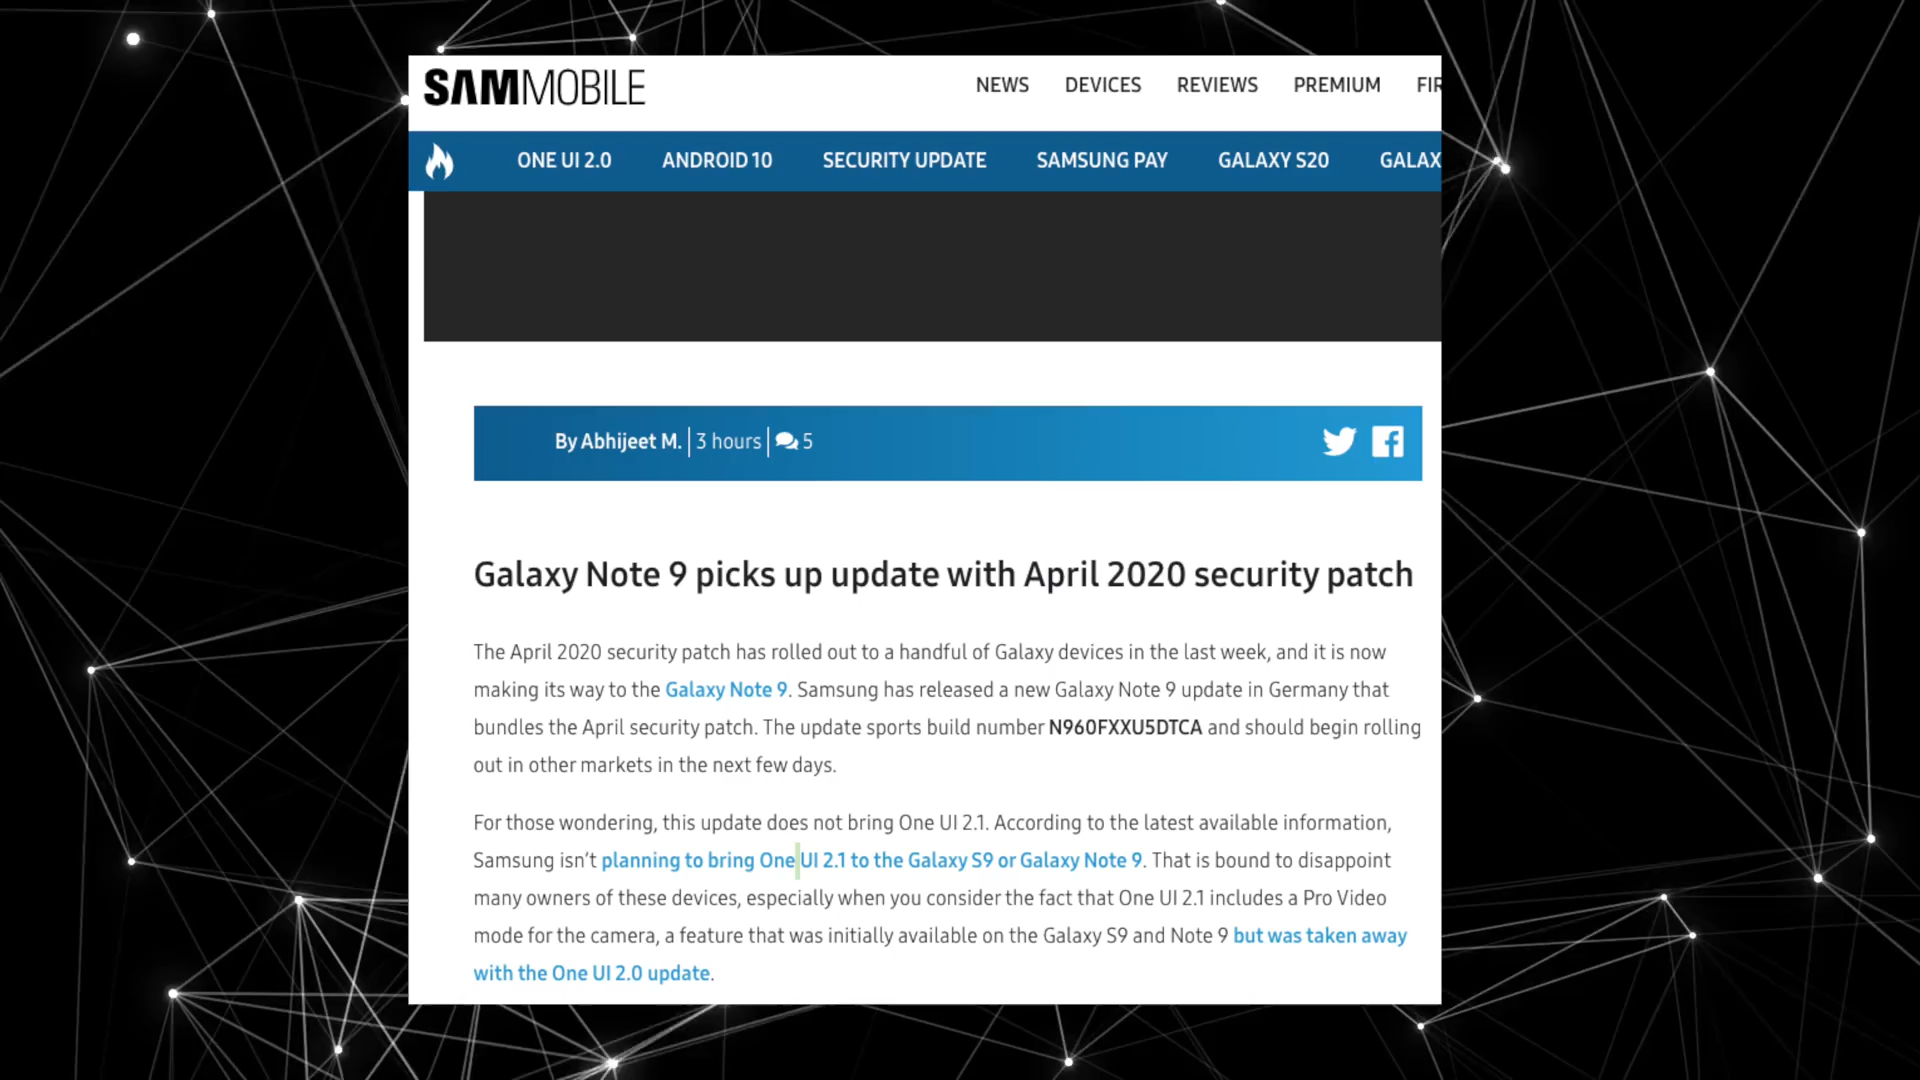 SAMMOBILE
NEWS DEVICES REVIEWS PREMIUM FIR
ONE UI 2.0 ANDROID 10 SECURITY UPDATE SAMSUNG PAY GALAXY S20 GALAX
By Abhijeet M. | 3 hours | 5
Galaxy Note 9 picks up update with April 2020 security patch
The April 2020 security patch has rolled out to a handful of Galaxy devices in the last week, and it is now
making its way to the Galaxy Note 9. Samsung has released a new Galaxy Note 9 update in Germany that
bundles the April security patch. The update sports build number N960FXXU5DTCA and should begin rolling
out in other markets in the next few days.
For those wondering, this update does not bring One UI 2.1. According to the latest available information,
Samsung isn't planning to bring One UI 2.1 to the Galaxy S9 or Galaxy Note 9. That is bound to disappoint
many owners of these devices, especially when you consider the fact that One UI 2.1 includes a Pro Video
mode for the camera, a feature that was initially available on the Galaxy S9 and Note 9 but was taken away
with the One UI 2.0 update.